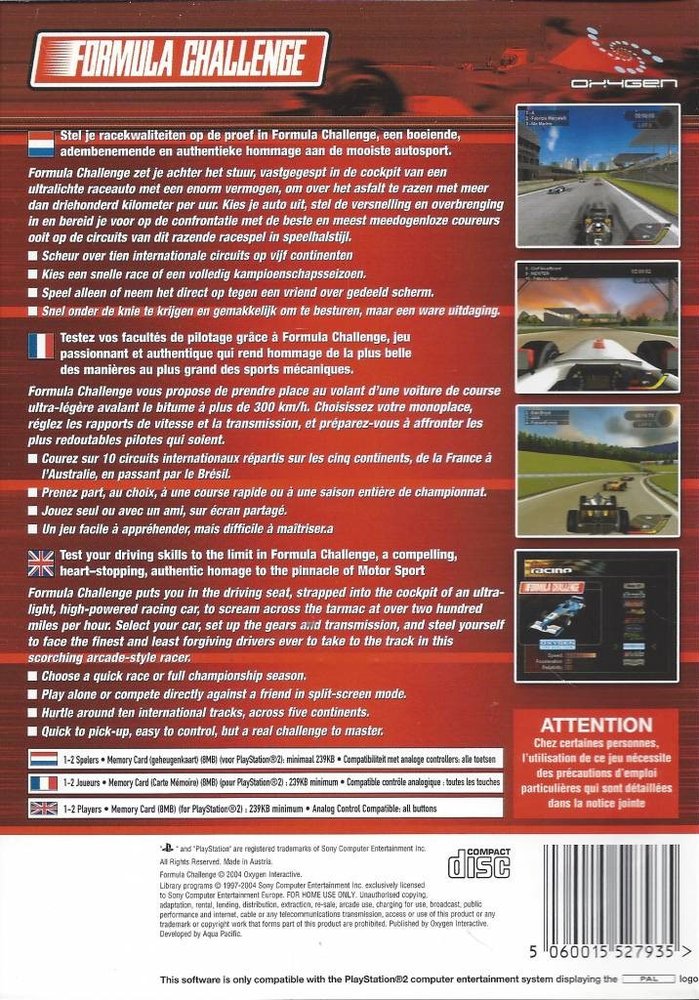 FORMULA CHALLENGE
OXYGEN
Stel je racekwaliteiten op de proef in Formula Challenge, een boeiende,
adembenemende en authentieke hommage aan de mooiste autosport.
Formula Challenge zet je achter het stuur, vastgegespt in de cockpit van een
ultralichte raceauto met een enorm vermogen, om over het asfalt te razen met meer
dan driehonderd kilometer per uur. Kies je auto uit, stel de versnelling en overbrenging
in en bereid je voor op de confrontatie met de beste en meest meedogenloze coureurs
ooit op de circuits van dit razende racespel in speelhalstijl.
Scheur over tien internationale circuits op vijf continenten
Kies een snelle race of een volledig kampioenschapsseizoen.
Speel alleen of neem het direct op tegen een vriend over gedeeld scherm.
Snel onder de knie te krijgen en gemakkelijk om te besturen, maar een ware uitdaging.
Testez vos facultés de pilotage grâce à Formula Challenge, jeu
passionnant et authentique qui rend hommage de la plus belle
des manières au plus grand des sports mécaniques.
Formula Challenge vous propose de prendre place au volant d'une voiture de course
ultra-légère avalant le bitume à plus de 300 km/h. Choisissez votre monoplace,
réglez les rapports de vitesse et la transmission, et préparez-vous à affronter les
plus redoutables pilotes qui soient.
Courez sur 10 circuits internationaux répartis sur les cinq continents, de la France à
l'Australie, en passant par le Brésil.
Prenez part, au choix, à une course rapide ou à une saison entière de championnat.
Jouez seul ou avec un ami, sur écran partagé.
Un jeu facile à appréhender, mais difficile à maîtriser.a
Test your driving skills to the limit in Formula Challenge, a compelling,
heart-stopping, authentic homage to the pinnacle of Motor Sport
Formula Challenge puts you in the driving seat, strapped into the cockpit of an ultra-
light, high-powered racing car, to scream across the tarmac at over two hundred
miles per hour. Select your car, set up the gears and transmission, and steel yourself
to face the finest and least forgiving drivers ever to take to the track in this
scorching arcade-style racer.
Choose a quick race or full championship season.
Play alone or compete directly against a friend in split-screen mode.
Hurtle around ten international tracks, across five continents.
Quick to pick-up, easy to control, but a real challenge to master.
racing
FORMULA CHALLENGE
OXYGEN
Speed
Acceleration
ATTENTION
Chez certaines personnes,
l'utilisation de ce jeu nécessite
des précautions d'emploi
particulières qui sont détaillées
dans la notice jointe
1-2 Spelers • Memory Card (geheugenkaart) (8MB) (voor PlayStation®2): minimaal 239KB • Compatibiliteit met analoge controllers: alle toetsen
1-2 Joueurs • Memory Card (Carte Mémoire) (8MB) (pour PlayStation®2) ; 239KB minimum • Compatible contrôle analogique : toutes les touches
1-2 Players • Memory Card (8MB) (for PlayStation®2) : 239KB minimum • Analog Control Compatible: all buttons
" " and "PlayStation" are registered trademarks of Sony Computer Entertainment Inc.
All Rights Reserved. Made in Austria.
Formula Challenge © 2004 Oxygen Interactive.
Library programs © 1997-2004 Sony Computer Entertainment Inc. exclusively licensed
to Sony Computer Entertainment Europe. FOR HOME USE ONLY. Unauthorised copying,
adaptation, rental, lending, distribution, extraction, re-sale, arcade use, charging for use, broadcast, public
performance and internet, cable or any telecommunications transmission, access or use of this product or any
trademark or copyright work that forms part of this product are prohibited. Published by Oxygen Interactive.
Developed by Aqua Pacific.
COMPACT
disc
5 060015 527935 >
This software is only compatible with the PlayStation®2 computer entertainment system displaying the PAL logo